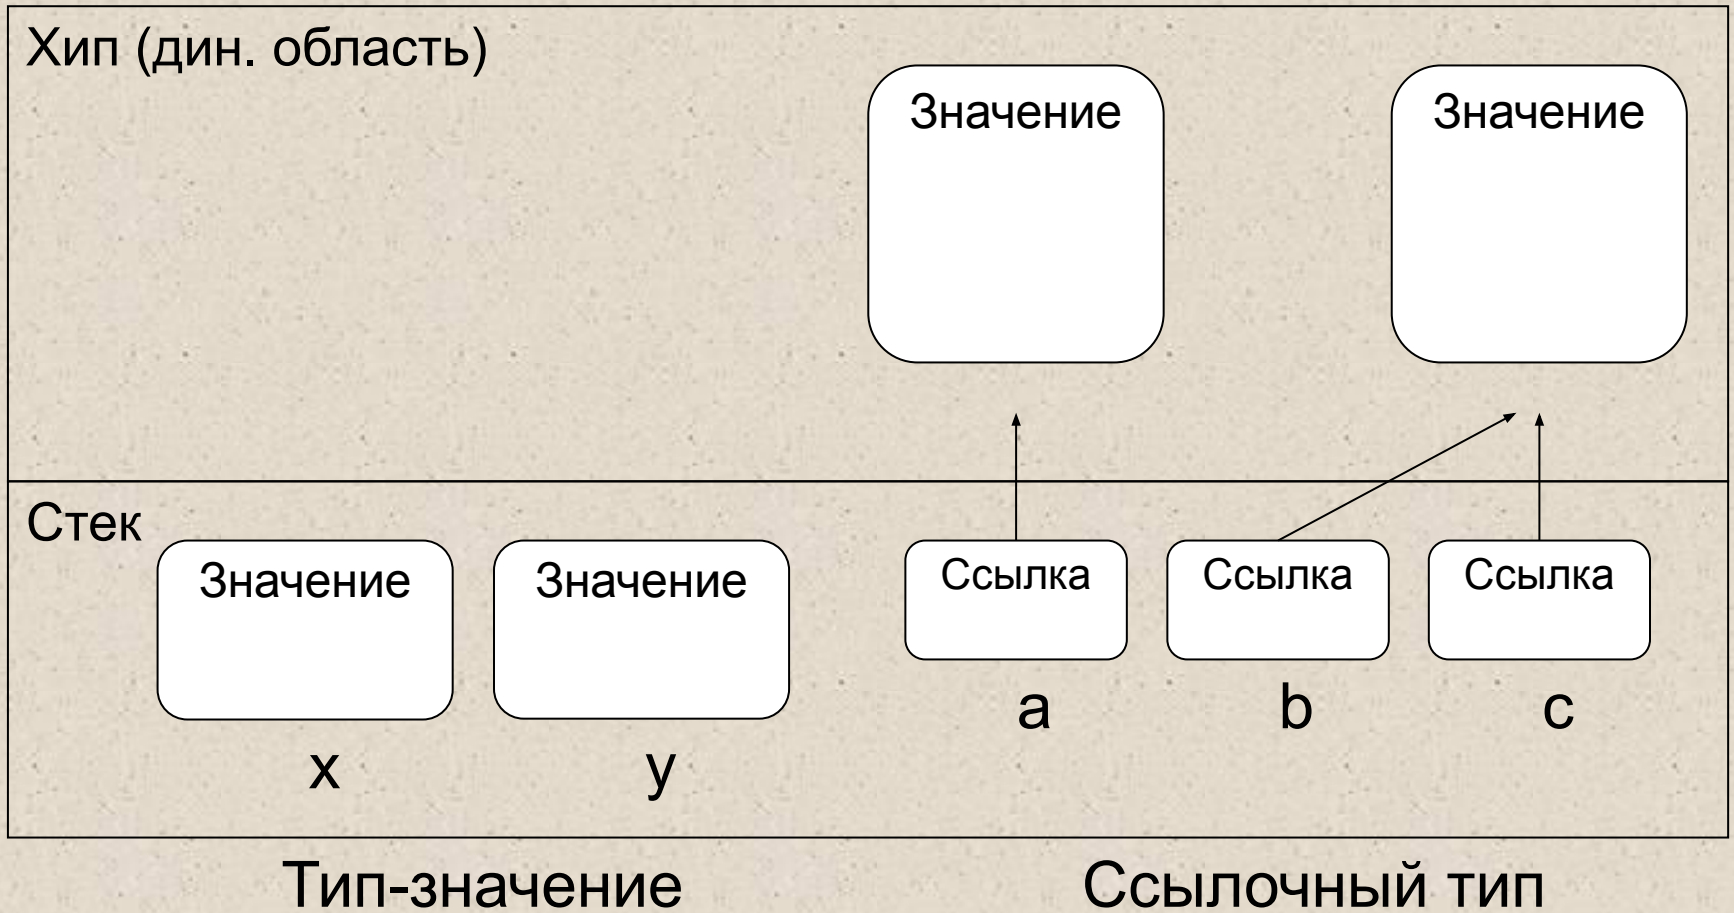 Хип (дин. область)
Значение
Значение
Стек
Значение
Значение
Ссылка
Ссылка
Ссылка
a
b
c
x
y
Тип-значение
Ссылочный тип